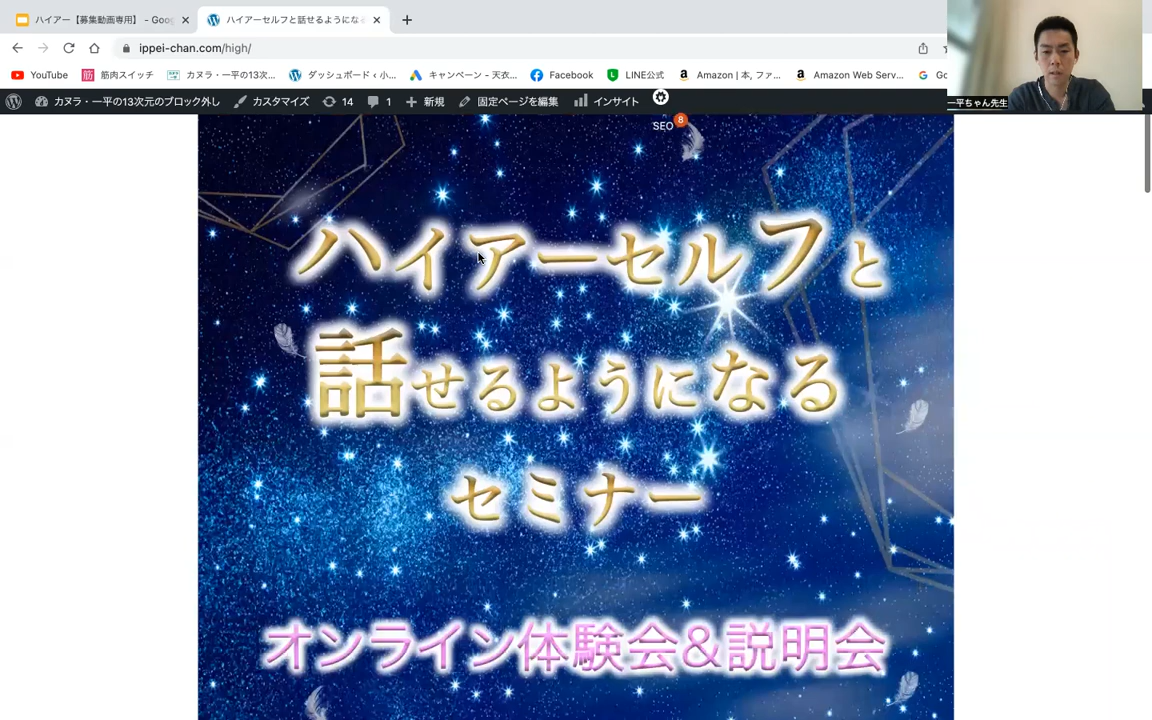 ハイアー【募集動画専用】 - Goo
ハイアーセルフと話せるようにな
ippei-chan.com/high/
YouTube
筋肉スイッチ
カヌラ・一平の13次...
ダッシュボード ‹ 小...
キャンペーン - 天衣...
Facebook
LINE公式
Amazon | 本, ファ...
Amazon Web Serv...
Go
カヌラ・一平の13次元のブロック外し
カスタマイズ
14
1
新規
固定ページを編集
インサイト
SEO
8
一平ちゃん先生
ハイアーセルフと
話せるようになる
セミナー
オンライン体験会&説明会